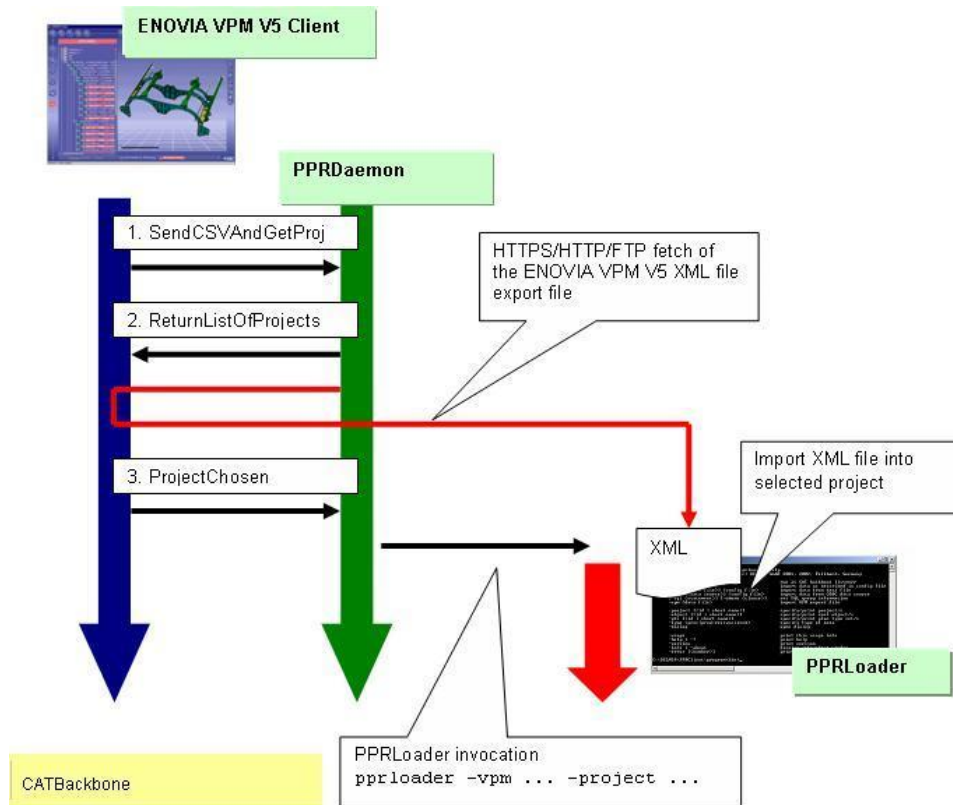 ENOVIA VPM V5 Client
PPRDaemon
1. SendCSVAndGetProj
HTTPS/HTTP/FTP fetch of
the ENOVIA VPM V5 XML file
export file
2. ReturnListOfProjects
3. ProjectChosen
Import XML file into
selected project
XML
PPRLoader
PPRLoader invocation
pprloader -vpm ... -project ...
CATBackbone